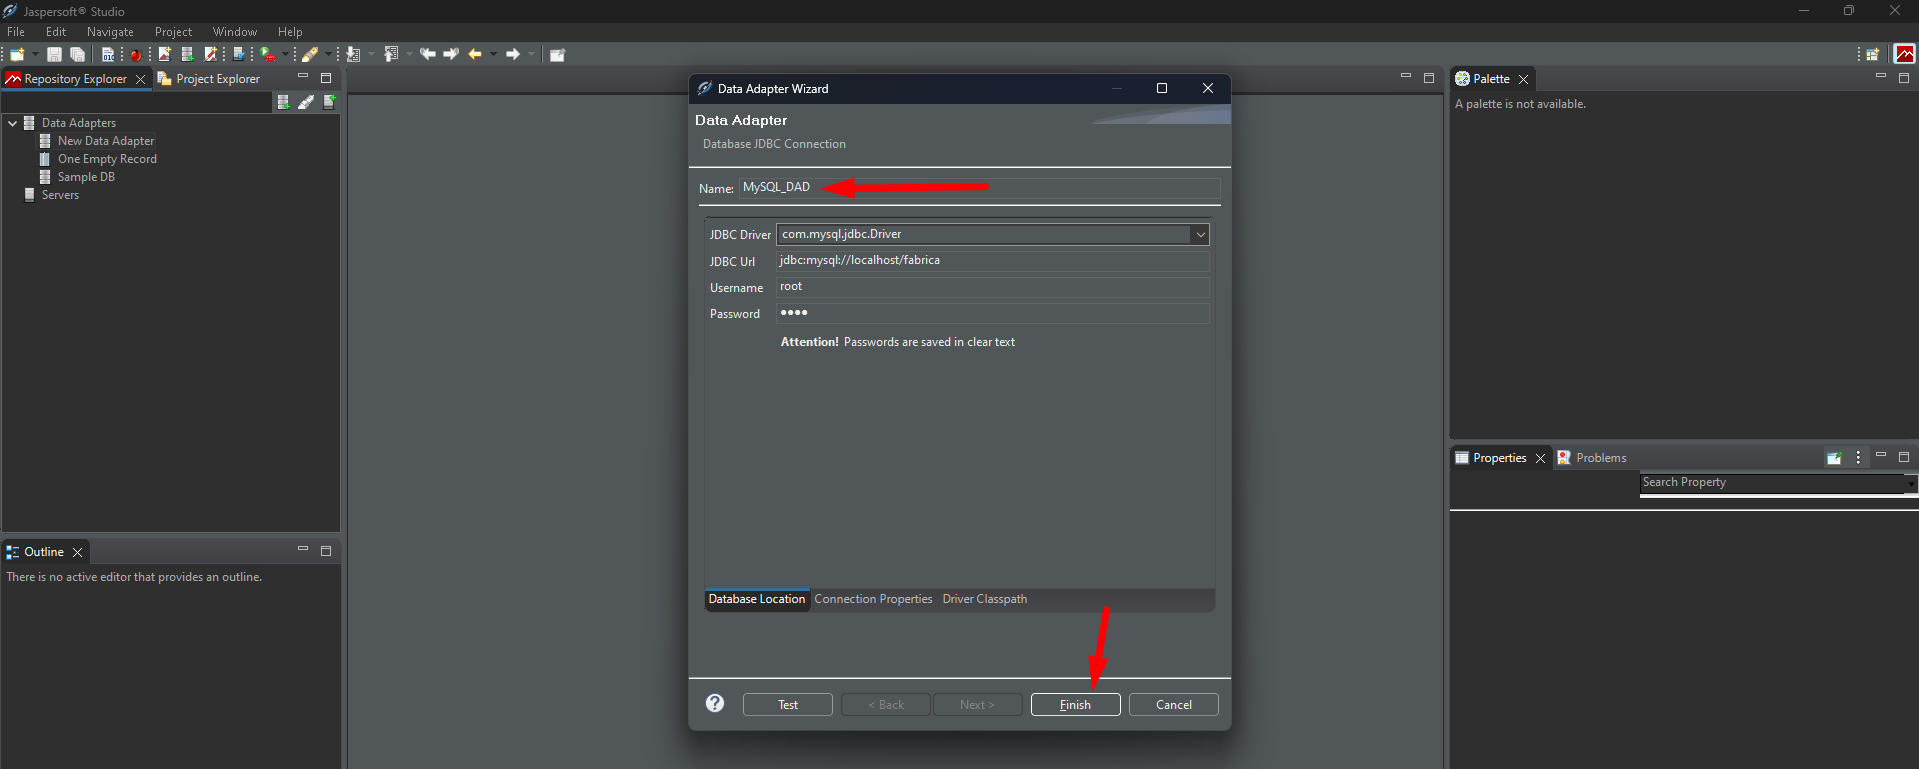 Jaspersoft® Studio
File Edit Navigate Project Window Help
Repository Explorer
Project Explorer
Data Adapters
New Data Adapter
One Empty Record
Sample DB
Servers
Outline
There is no active editor that provides an outline.
Data Adapter Wizard
Data Adapter
Database JDBC Connection
Name: MySQL_DAD
JDBC Driver com.mysql.jdbc.Driver
JDBC Url jdbc:mysql://localhost/fabrica
Username root
Password ●●●●
Attention! Passwords are saved in clear text
Database Location Connection Properties Driver Classpath
Test < Back Next > Finish Cancel
Palette
A palette is not available.
Properties
Problems
Search Property